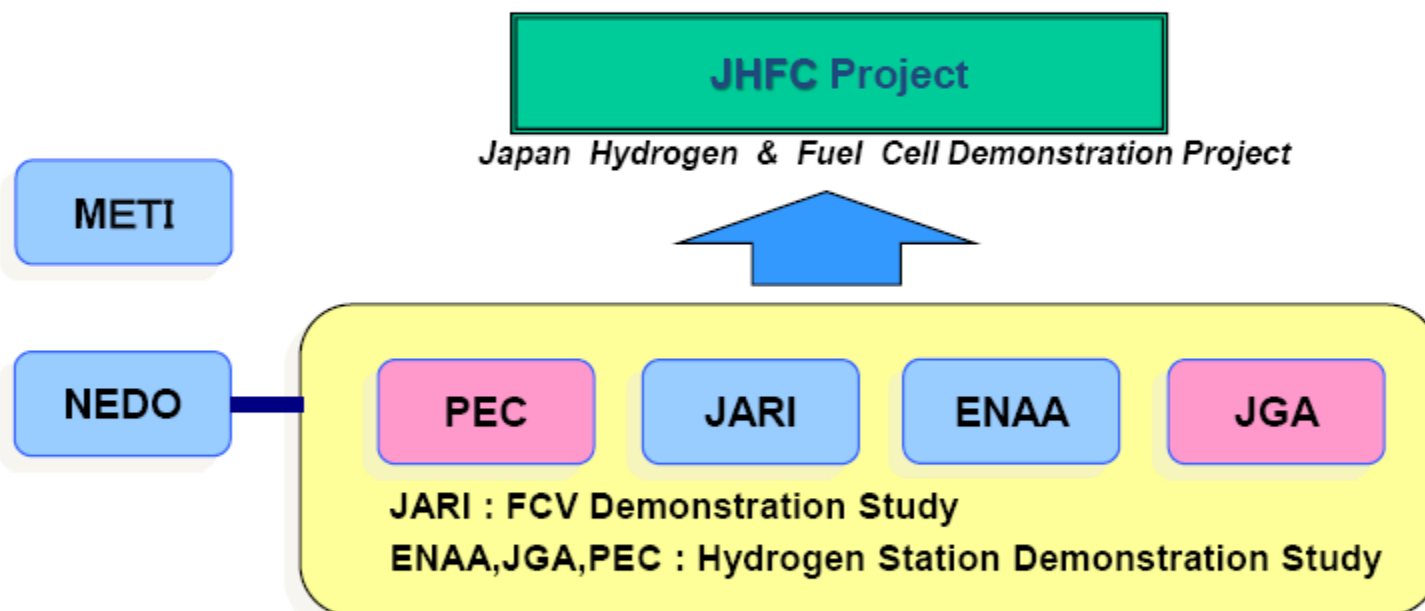 JHFC Project
Japan Hydrogen & Fuel Cell Demonstration Project
METI
NEDO
PEC
JARI
ENAA
JGA
JARI : FCV Demonstration Study
ENAA,JGA,PEC : Hydrogen Station Demonstration Study